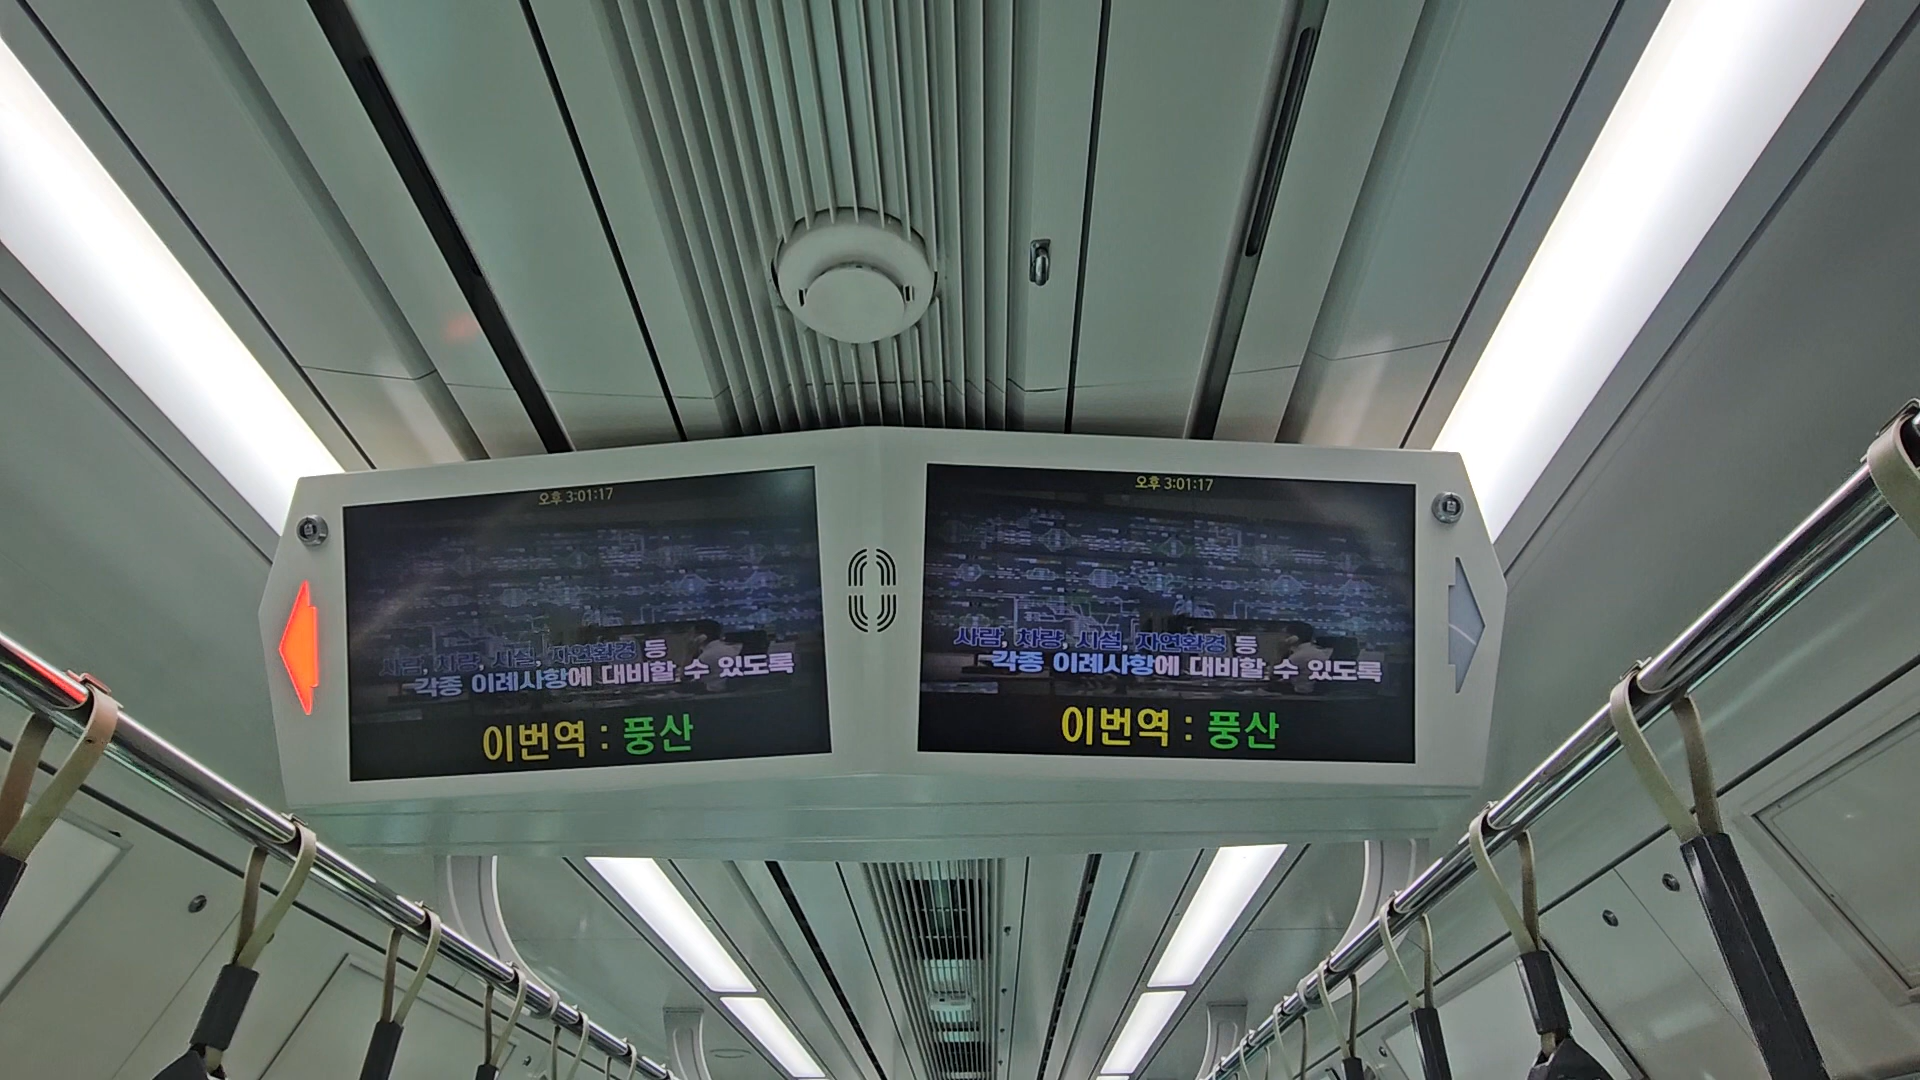 오후 3:01:17
사람, 차량, 시설, 자연환경 등
각종 이례사항에 대비할 수 있도록
이번역 : 풍산
오후 3:01:17
사람, 차량, 시설, 자연환경 등
각종 이례사항에 대비할 수 있도록
이번역 : 풍산